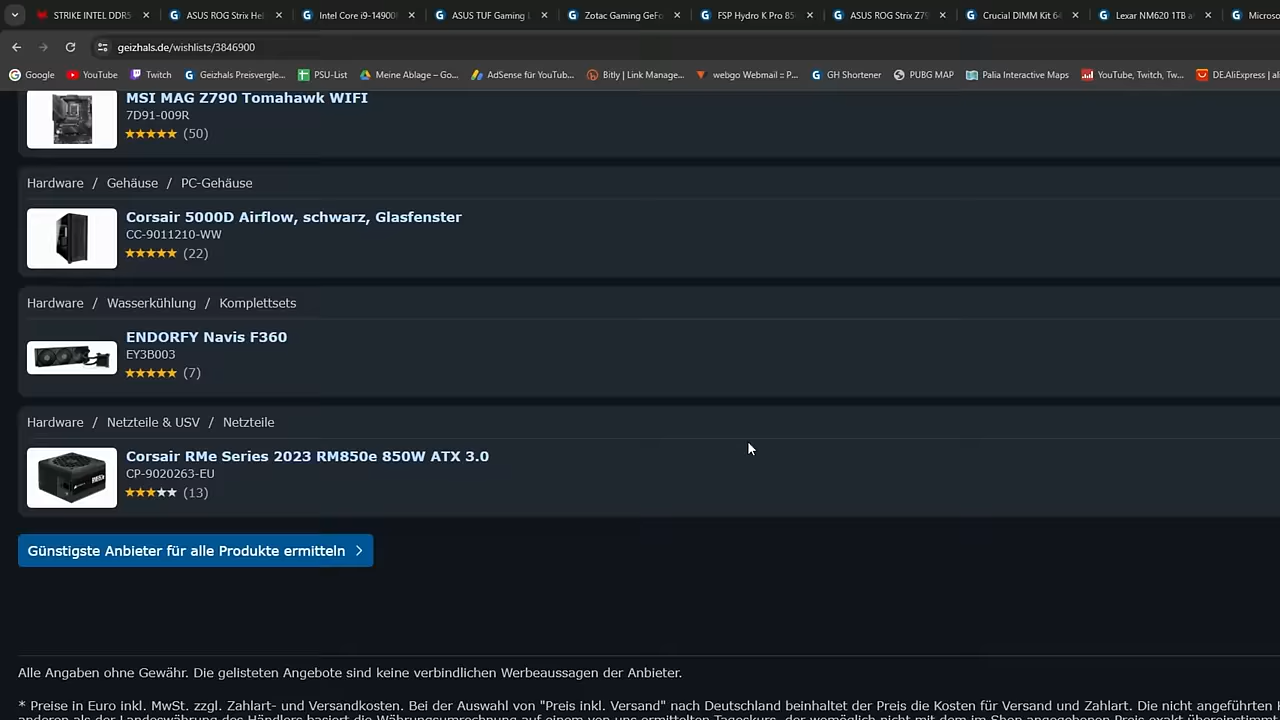 STRIKE INTEL DDR5
ASUS ROG Strix Hel
Intel Core i9-14900
ASUS TUF Gaming
Zotac Gaming GeFo
FSP Hydro K Pro 85
ASUS ROG Strix Z79
Crucial DIMM Kit 64
Lexar NM620 1TB a
Microso
geizhals.de/wishlists/3846900
Google
YouTube
Twitch
Geizhals Preisvergle...
PSU-List
Meine Ablage – Go...
AdSense für YouTub...
Bitly | Link Manage...
webgo Webmail = P...
GH Shortener
PUBG MAP
Palia Interactive Maps
YouTube, Twitch, Tw...
DE.AliExpress | ali
MSI MAG Z790 Tomahawk WIFI
7D91-009R
★★★★★ (50)
Hardware / Gehäuse / PC-Gehäuse
Corsair 5000D Airflow, schwarz, Glasfenster
CC-9011210-WW
★★★★★ (22)
Hardware / Wasserkühlung / Komplettsets
ENDORFY Navis F360
EY3B003
★★★★★ (7)
Hardware / Netzteile & USV / Netzteile
Corsair RMe Series 2023 RM850e 850W ATX 3.0
CP-9020263-EU
★★★★★ (13)
Günstigste Anbieter für alle Produkte ermitteln
Alle Angaben ohne Gewähr. Die gelisteten Angebote sind keine verbindlichen Werbeaussagen der Anbieter.
* Preise in Euro inkl. MwSt. zzgl. Zahlart- und Versandkosten. Bei der Auswahl von "Preis inkl. Versand" nach Deutschland beinhaltet der Preis die Kosten für Versand und Zahlart. Die nicht angeführten